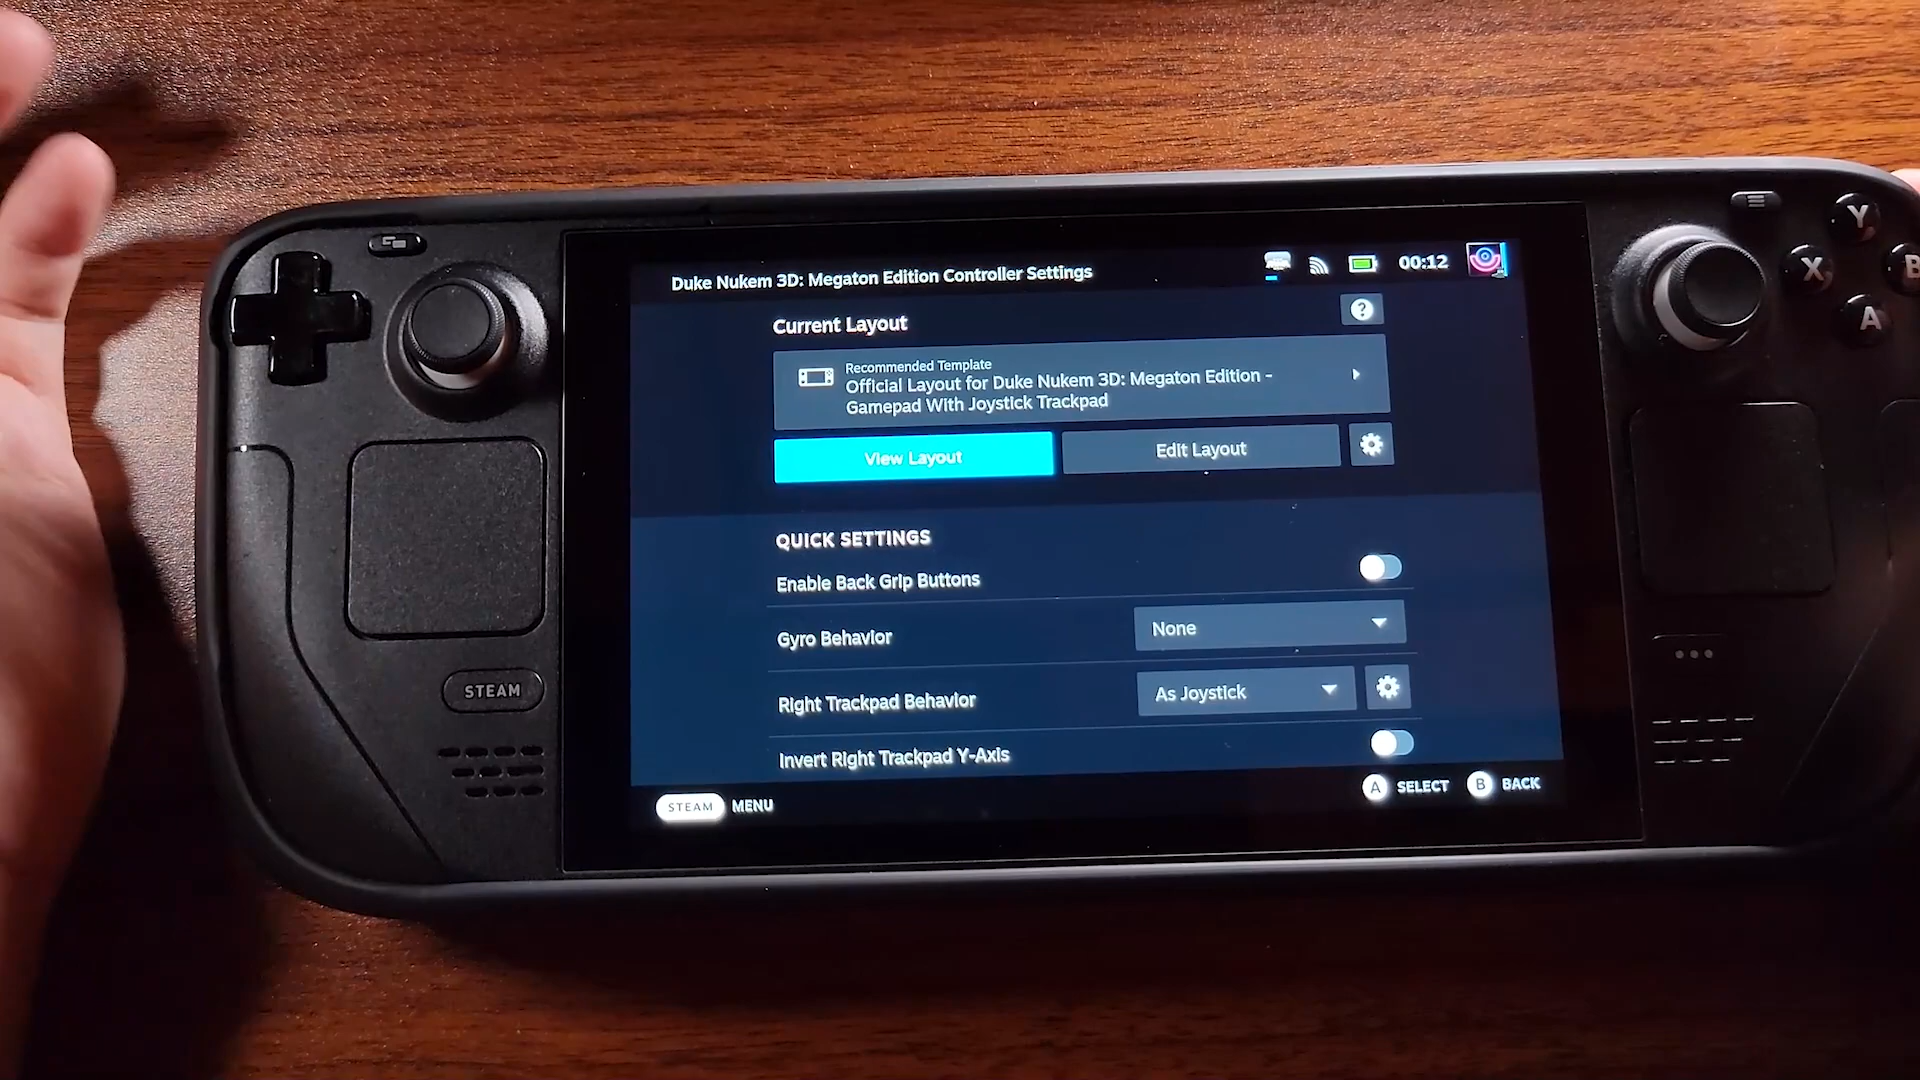 Duke Nukem 3D: Megaton Edition Controller Settings
00:12
Current Layout
?
Recommended Template
Official Layout for Duke Nukem 3D: Megaton Edition -
Gamepad With Joystick Trackpad
View Layout
Edit Layout
QUICK SETTINGS
Enable Back Grip Buttons
Gyro Behavior
None
Right Trackpad Behavior
As Joystick
Invert Right Trackpad Y-Axis
STEAM MENU
A SELECT B BACK
STEAM
Y
X
B
A